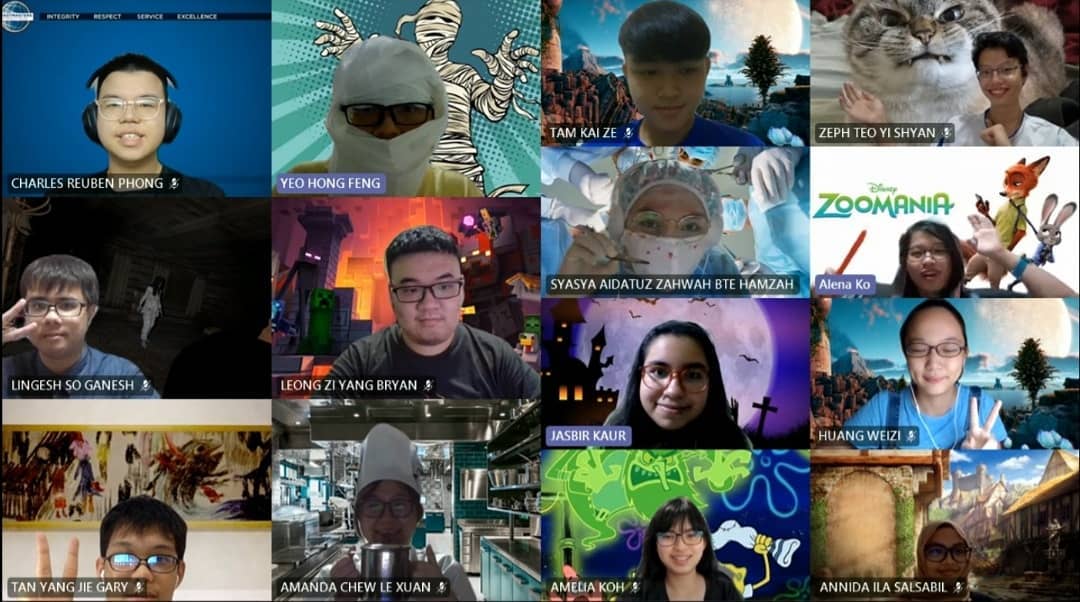 TOASTMASTERS
INTEGRITY RESPECT SERVICE EXCELLENCE
CHARLES REUBEN PHONG
YEO HONG FENG
TAM KAI ZE
ZEPH TEO YI SHYAN
LINGESH SO GANESH
LEONG ZI YANG BRYAN
SYASYA AIDATUZ ZAHWAH BTE HAMZAH
Disney
ZOOMANIA
Alena Ko
JASBIR KAUR
HUANG WEIZI
TAN YANG JIE GARY
AMANDA CHEW LE XUAN
AMELIA KOH
ANNIDA ILA SALSABIL